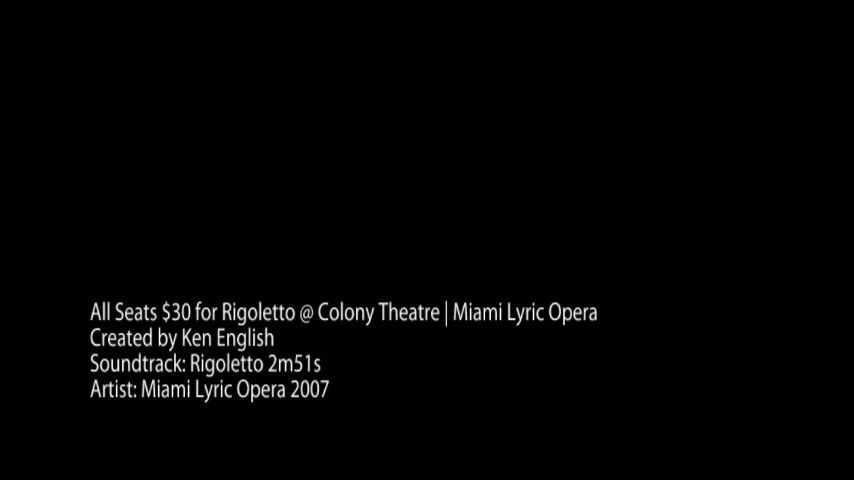 All Seats $30 for Rigoletto @ Colony Theatre | Miami Lyric Opera
Created by Ken English
Soundtrack: Rigoletto 2m51s
Artist: Miami Lyric Opera 2007